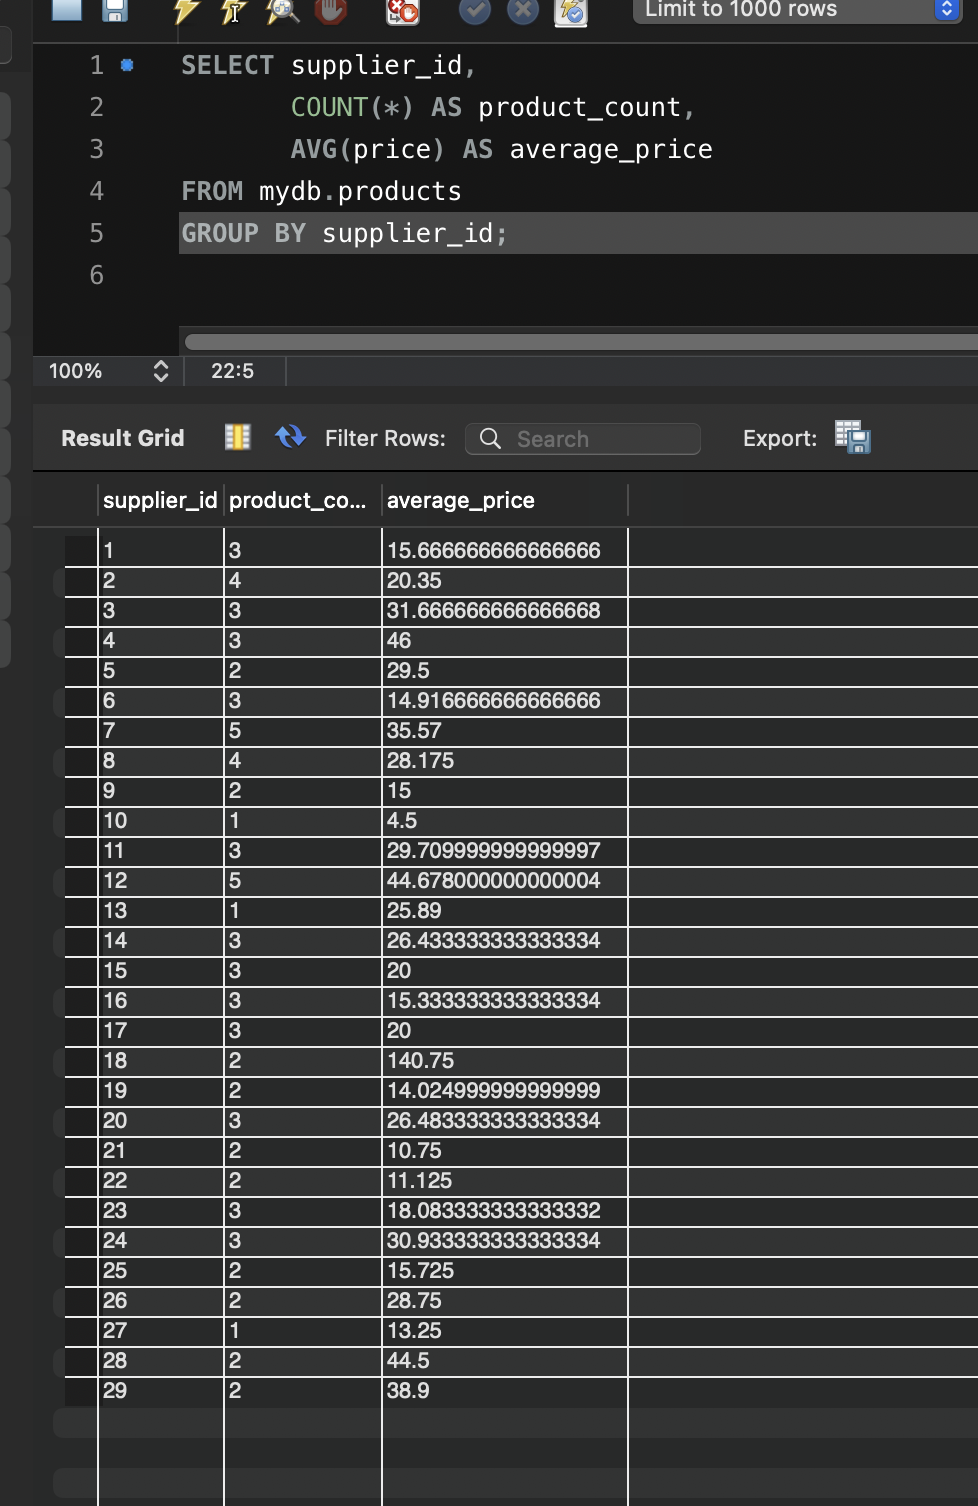 Limit to 1000 rows
1 SELECT supplier_id,
2 COUNT(*) AS product_count,
3 AVG(price) AS average_price
4 FROM mydb.products
5 GROUP BY supplier_id;
6
100% 22:5
Result Grid Filter Rows: Search Export:
supplier_id product_co... average_price
1 3 15.666666666666666
2 4 20.35
3 3 31.666666666666668
4 3 46
5 2 29.5
6 3 14.916666666666666
7 5 35.57
8 4 28.175
9 2 15
10 1 4.5
11 3 29.709999999999997
12 5 44.678000000000004
13 1 25.89
14 3 26.433333333333334
15 3 20
16 3 15.333333333333334
17 3 20
18 2 140.75
19 2 14.024999999999999
20 3 26.483333333333334
21 2 10.75
22 2 11.125
23 3 18.083333333333332
24 3 30.933333333333334
25 2 15.725
26 2 28.75
27 1 13.25
28 2 44.5
29 2 38.9